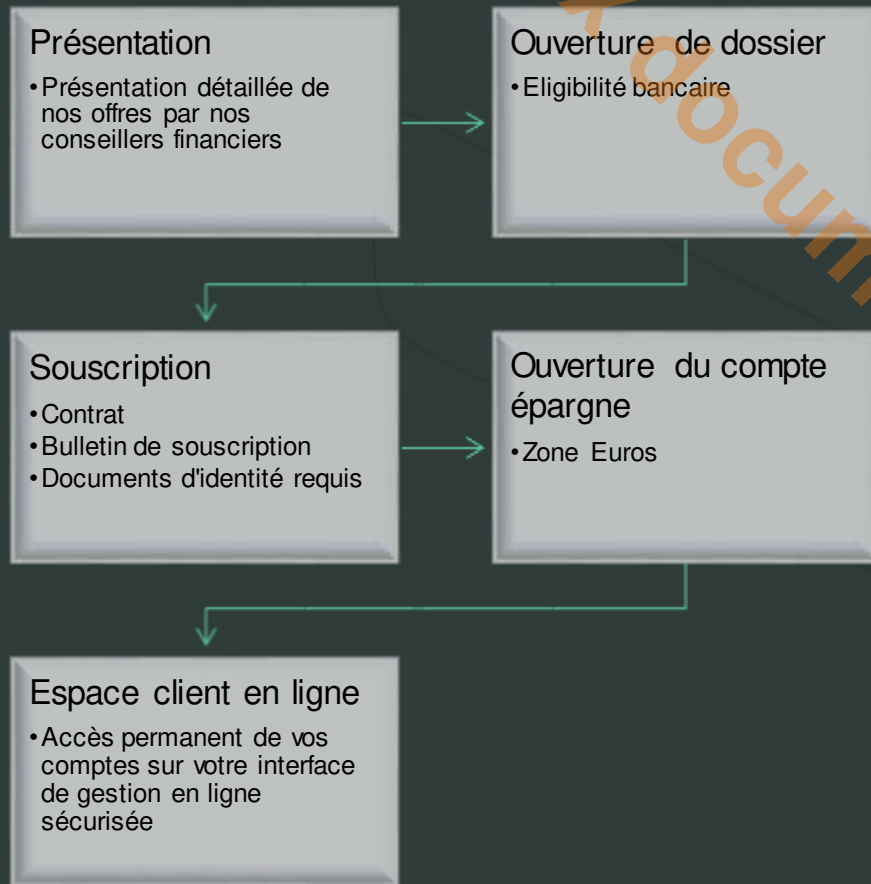 Présentation
•Présentation détaillée de
nos offres par nos
conseillers financiers
Ouverture de dossier
•Eligibilité bancaire
Souscription
•Contrat
•Bulletin de souscription
•Documents d'identité requis
Ouverture du compte
épargne
•Zone Euros
Espace client en ligne
•Accès permanent de vos
comptes sur votre interface
de gestion en ligne
sécurisée
x docum